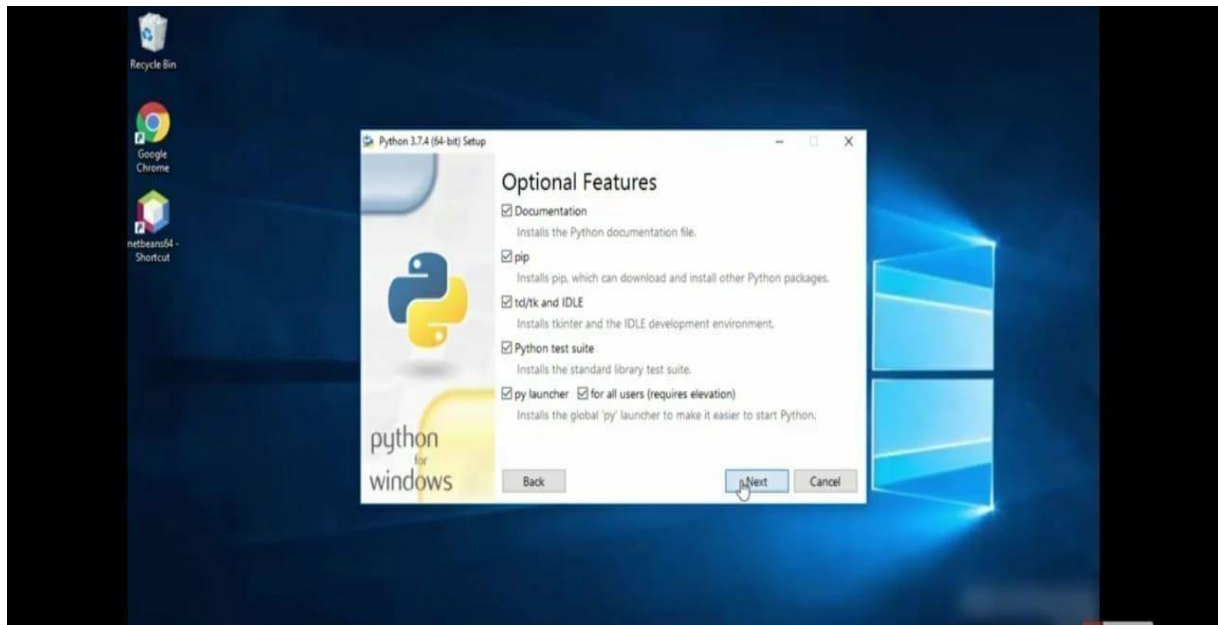 Recycle Bin
Google
Chrome
netbeans64 -
Shortcut
Python 3.7.4 (64-bit) Setup
Optional Features
Documentation
Installs the Python documentation file.
pip
Installs pip, which can download and install other Python packages.
tcl/tk and IDLE
Installs tkinter and the IDLE development environment.
Python test suite
Installs the standard library test suite.
py launcher for all users (requires elevation)
Installs the global 'py' launcher to make it easier to start Python.
python
for
windows
Back Next Cancel